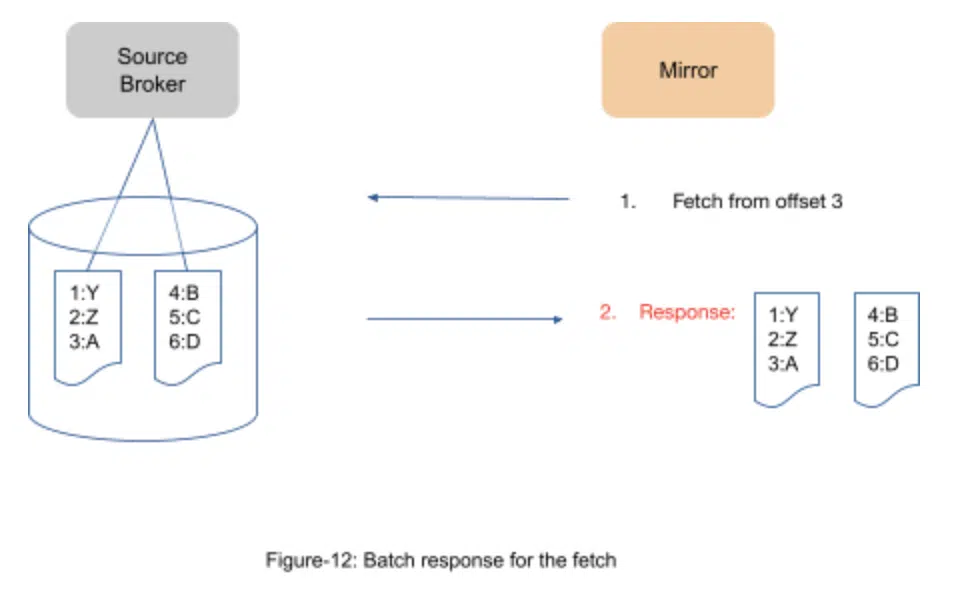 Source
Broker
Mirror
1. Fetch from offset 3
1:Y
2:Z
3:A
4:B
5:C
6:D
2. Response:
1:Y
2:Z
3:A
4:B
5:C
6:D
Figure-12: Batch response for the fetch